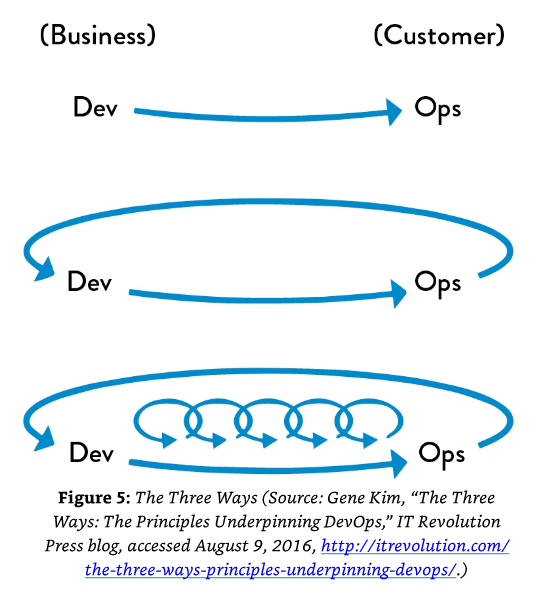 (Business) (Customer)
Dev Ops
Dev Ops
Dev Ops
Figure 5: The Three Ways (Source: Gene Kim, “The Three
Ways: The Principles Underpinning DevOps,” IT Revolution
Press blog, accessed August 9, 2016, http://itrevolution.com/
the-three-ways-principles-underpinning-devops/.)